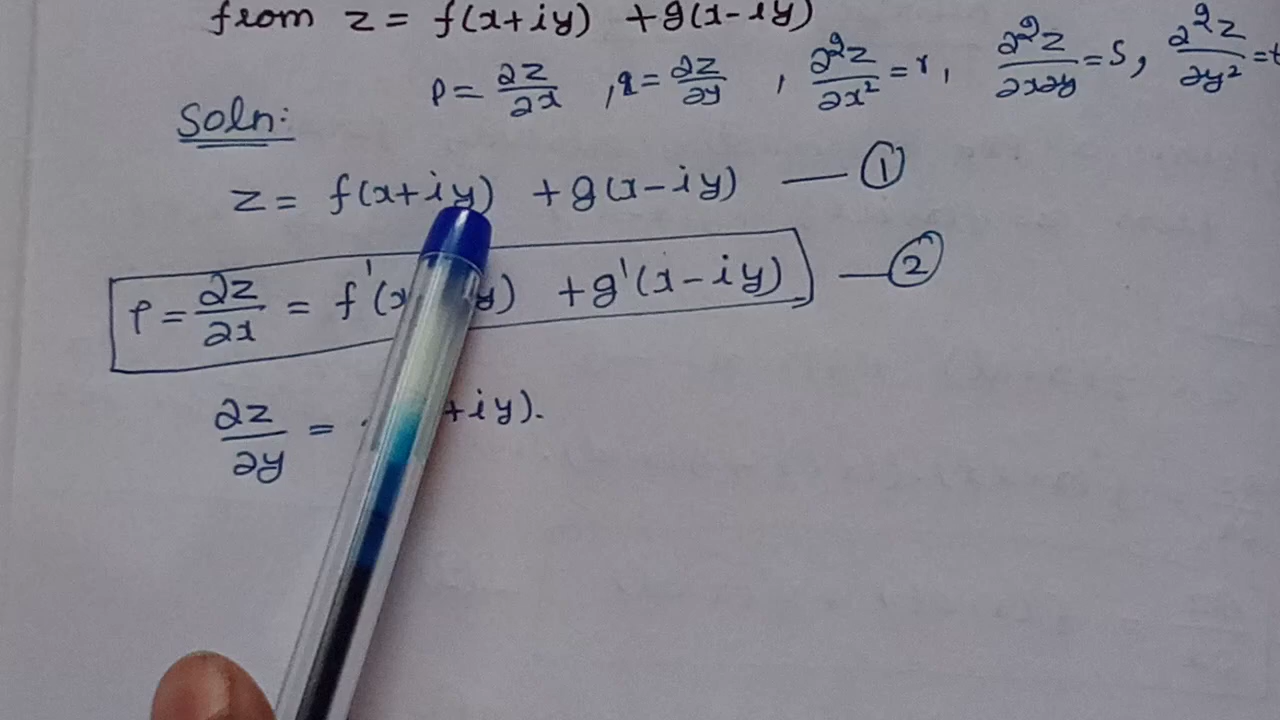 from z = f(x+iy) + g(x-iy)
p = ∂z/∂x , q = ∂z/∂y , ∂²z/∂x² = r, ∂²z/∂x∂y = s, ∂²z/∂y² = t
Soln:
z = f(x+iy) + g(x-iy) — ①
p = ∂z/∂x = f'(x y) + g'(x-iy) — ②
∂z/∂y = +iy).